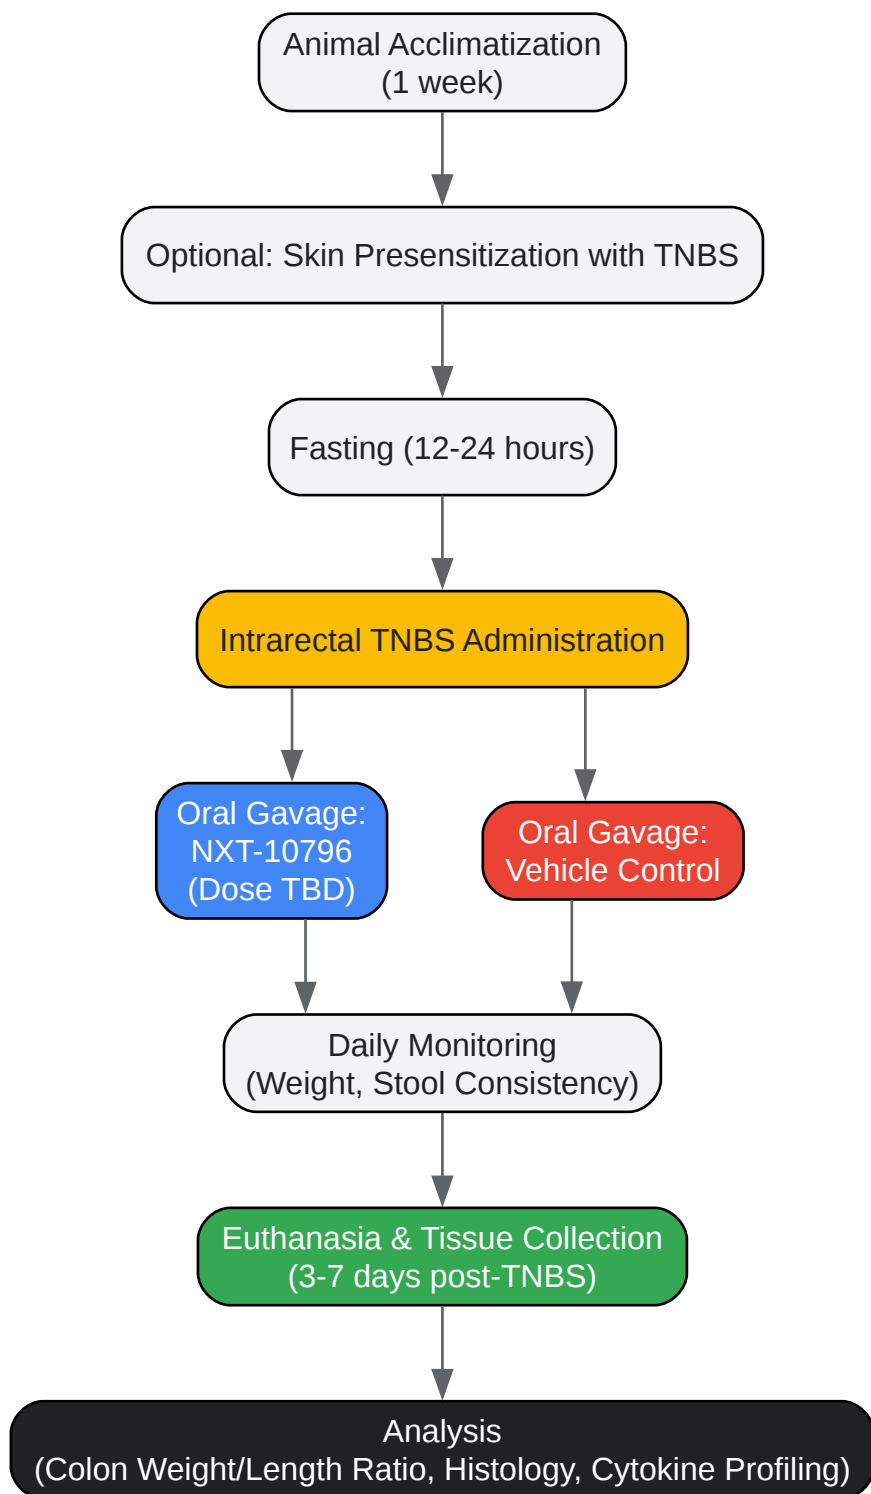 Animal Acclimatization
(1 week)
Optional: Skin Presensitization with TNBS
Fasting (12-24 hours)
Intrarectal TNBS Administration
Oral Gavage:
NXT-10796
(Dose TBD)
Oral Gavage:
Vehicle Control
Daily Monitoring
(Weight, Stool Consistency)
Euthanasia & Tissue Collection
(3-7 days post-TNBS)
Analysis
(Colon Weight/Length Ratio, Histology, Cytokine Profiling)